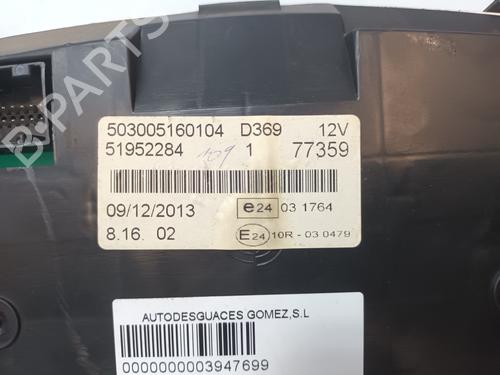 503005160104 D369 12V
51952284 109 1 77359
09/12/2013 e24 03 1764
8.16. 02 E24 10R - 03 0479
AUTODESGUACES GOMEZ,S.L
0000000003947699
B-PARTS